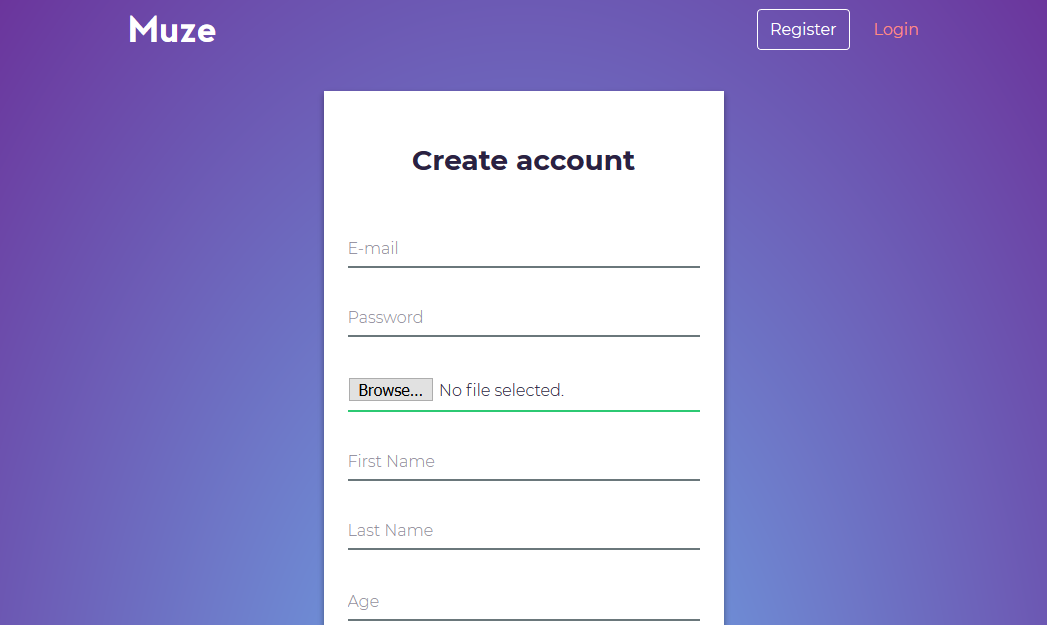 Muze
Register
Login
Create account
E-mail
Password
Browse... No file selected.
First Name
Last Name
Age